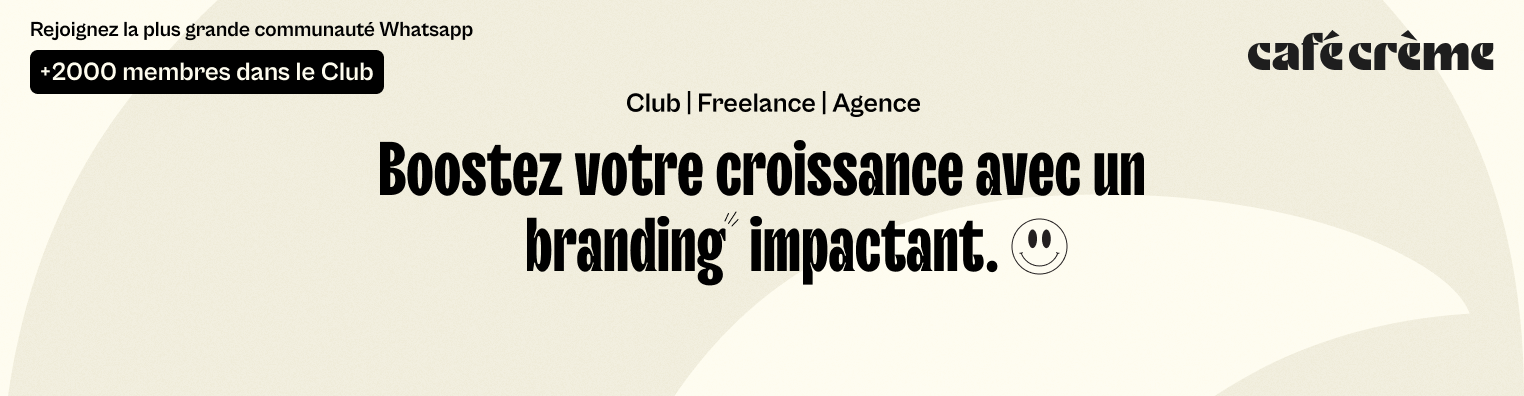 Rejoignez la plus grande communauté Whatsapp
+2000 membres dans le Club
café crème
Club | Freelance | Agence
Boostez votre croissance avec un
branding impactant.